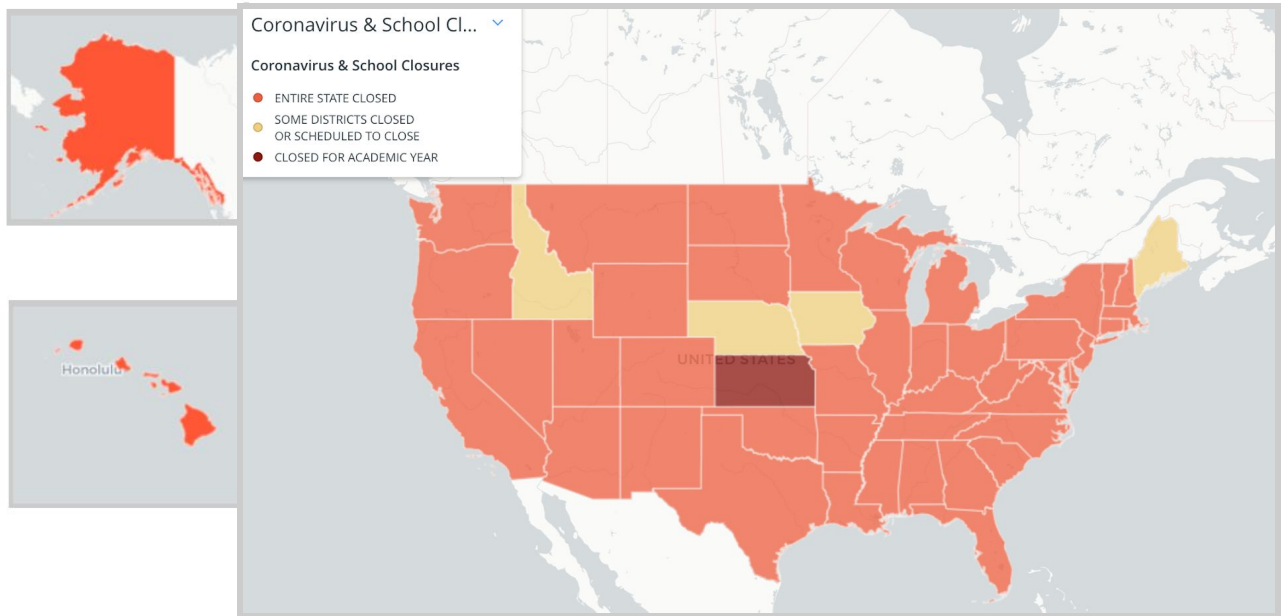 Coronavirus & School Cl...
Coronavirus & School Closures
ENTIRE STATE CLOSED
SOME DISTRICTS CLOSED
OR SCHEDULED TO CLOSE
CLOSED FOR ACADEMIC YEAR
Honolulu
UNITED STATES